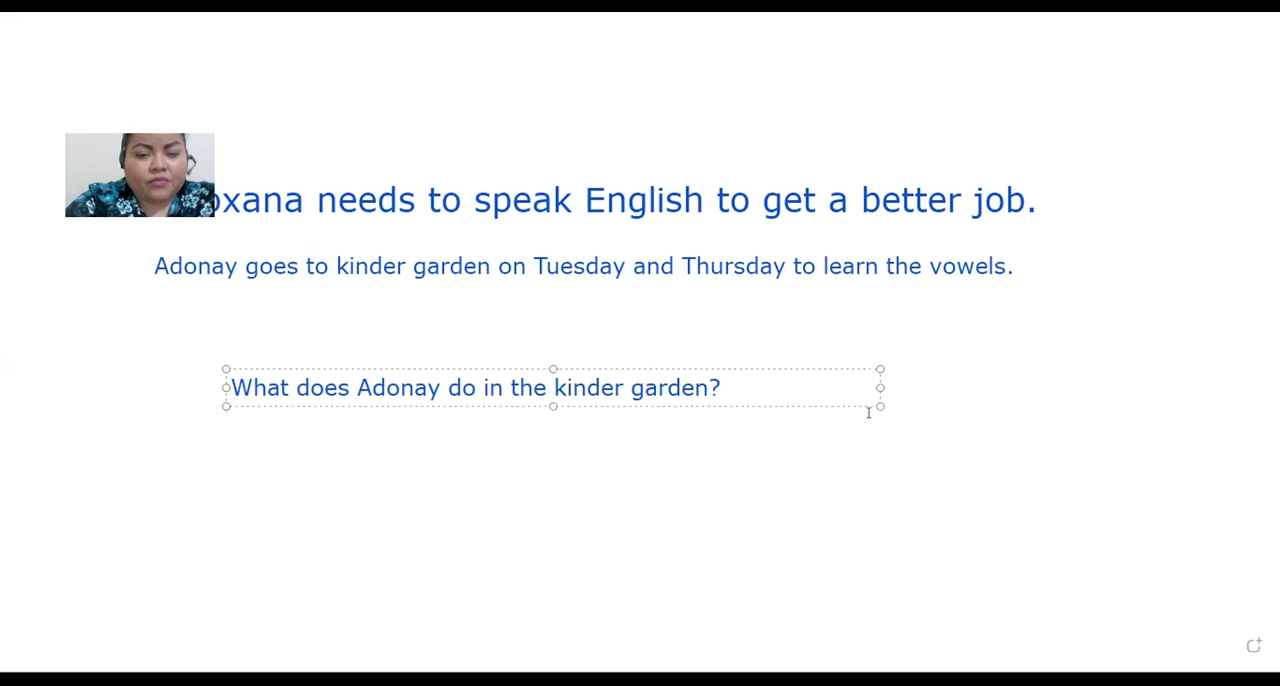 oxana needs to speak English to get a better job.
Adonay goes to kinder garden on Tuesday and Thursday to learn the vowels.
What does Adonay do in the kinder garden?